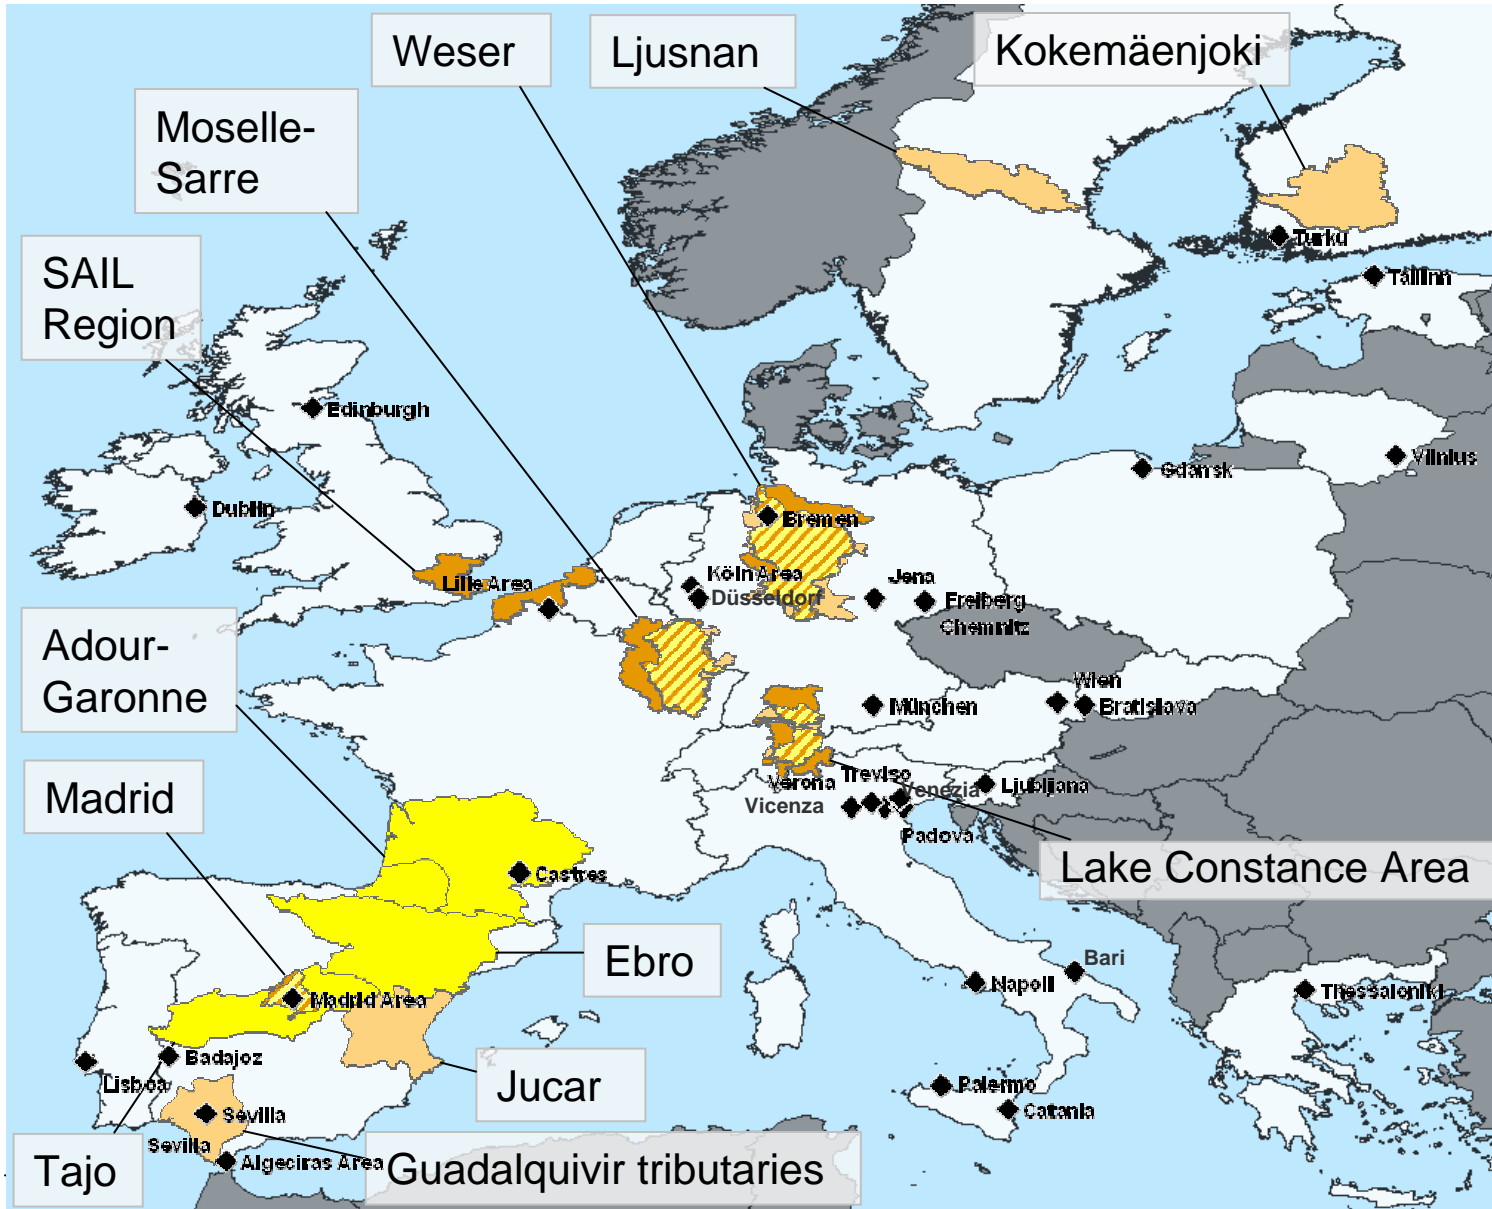 Weser
Ljusnan
Kokemäenjoki
Moselle-
Sarre
SAIL
Region
Turku
Tallinn
Edinburgh
Vilnius
Gdansk
Dublin
Bremen
Lille Area
Köln Area
Düsseldorf
Jena
Freiberg
Chemnitz
Adour-
Garonne
Wien
München
Bratislava
Madrid
Treviso
Verona
Venezia
Ljubljana
Vicenza
Padova
Castres
Lake Constance Area
Ebro
Bari
Napoli
Thessaloniki
Madrid Area
Badajoz
Lisboa
Jucar
Palermo
Catania
Sevilla
Sevilla
Tajo
Algeciras Area
Guadalquivir tributaries